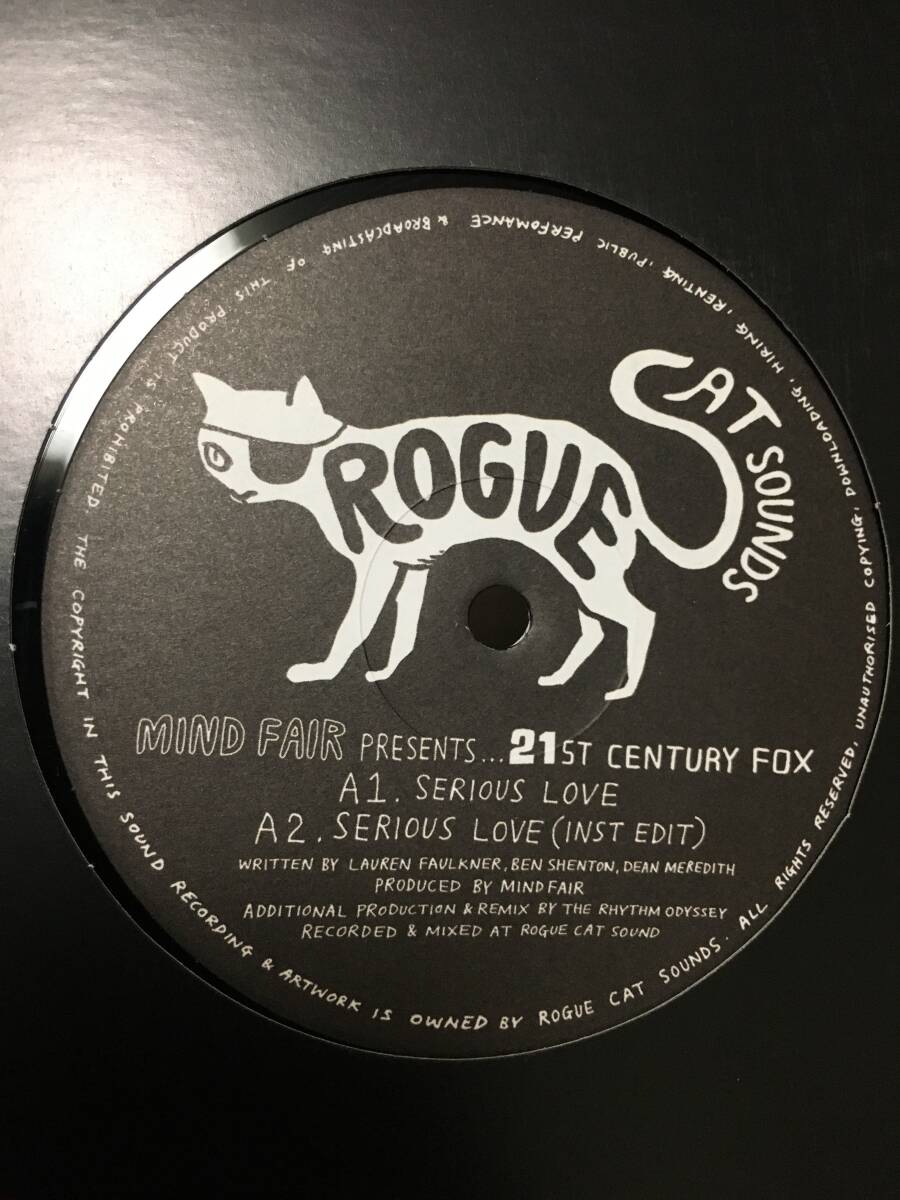 ROGUE
CAT SOUNDS
MIND FAIR PRESENTS... 21ST CENTURY FOX
A1. SERIOUS LOVE
A2. SERIOUS LOVE (INST EDIT)
WRITTEN BY LAUREN FAULKNER, BEN SHENTON, DEAN MEREDITH
PRODUCED BY MIND FAIR
ADDITIONAL PRODUCTION & REMIX BY THE RHYTHM ODYSSEY
RECORDED & MIXED AT ROGUE CAT SOUND
THE COPYRIGHT IN THIS SOUND RECORDING & ARTWORK IS OWNED BY ROGUE CAT SOUNDS. ALL RIGHTS RESERVED, UNAUTHORISED COPYING, DOWNLOADING, HIRING, RENTING, PUBLIC PERFOMANCE & BROADCASTING OF THIS PRODUCT IS PROHIBITED